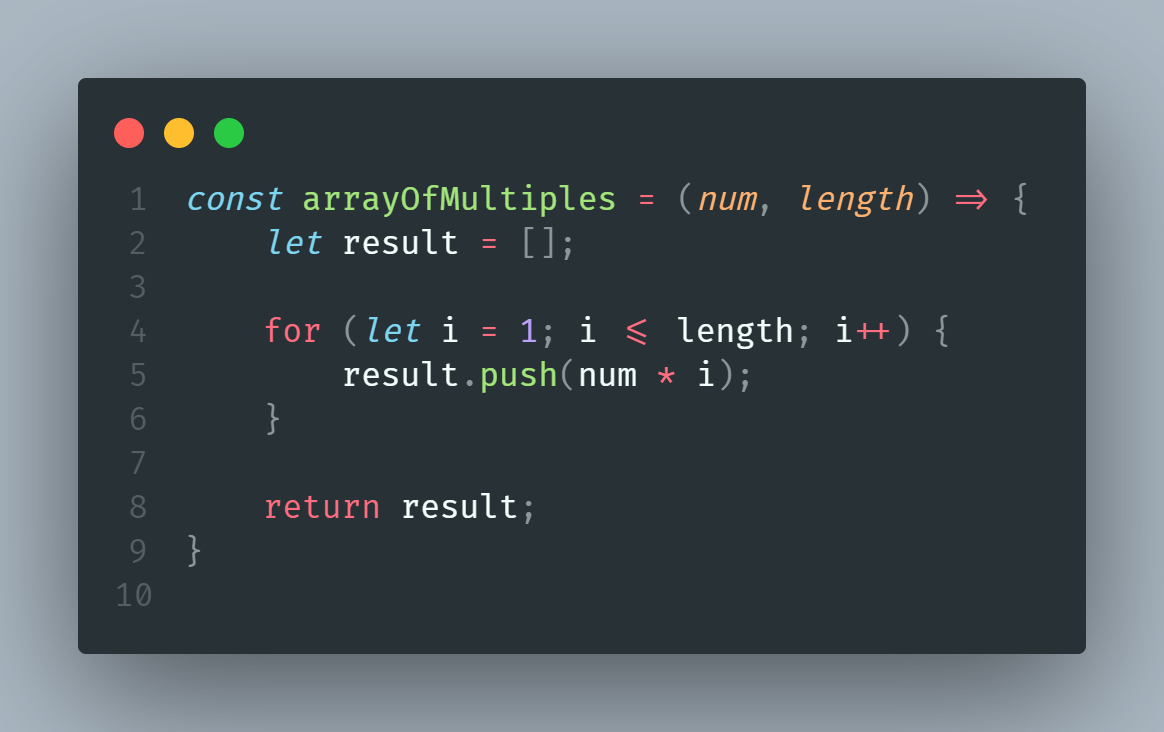 1 const arrayOfMultiples = (num, length) => {
2     let result = [];
3
4     for (let i = 1; i <= length; i++) {
5         result.push(num * i);
6     }
7
8     return result;
9 }
10